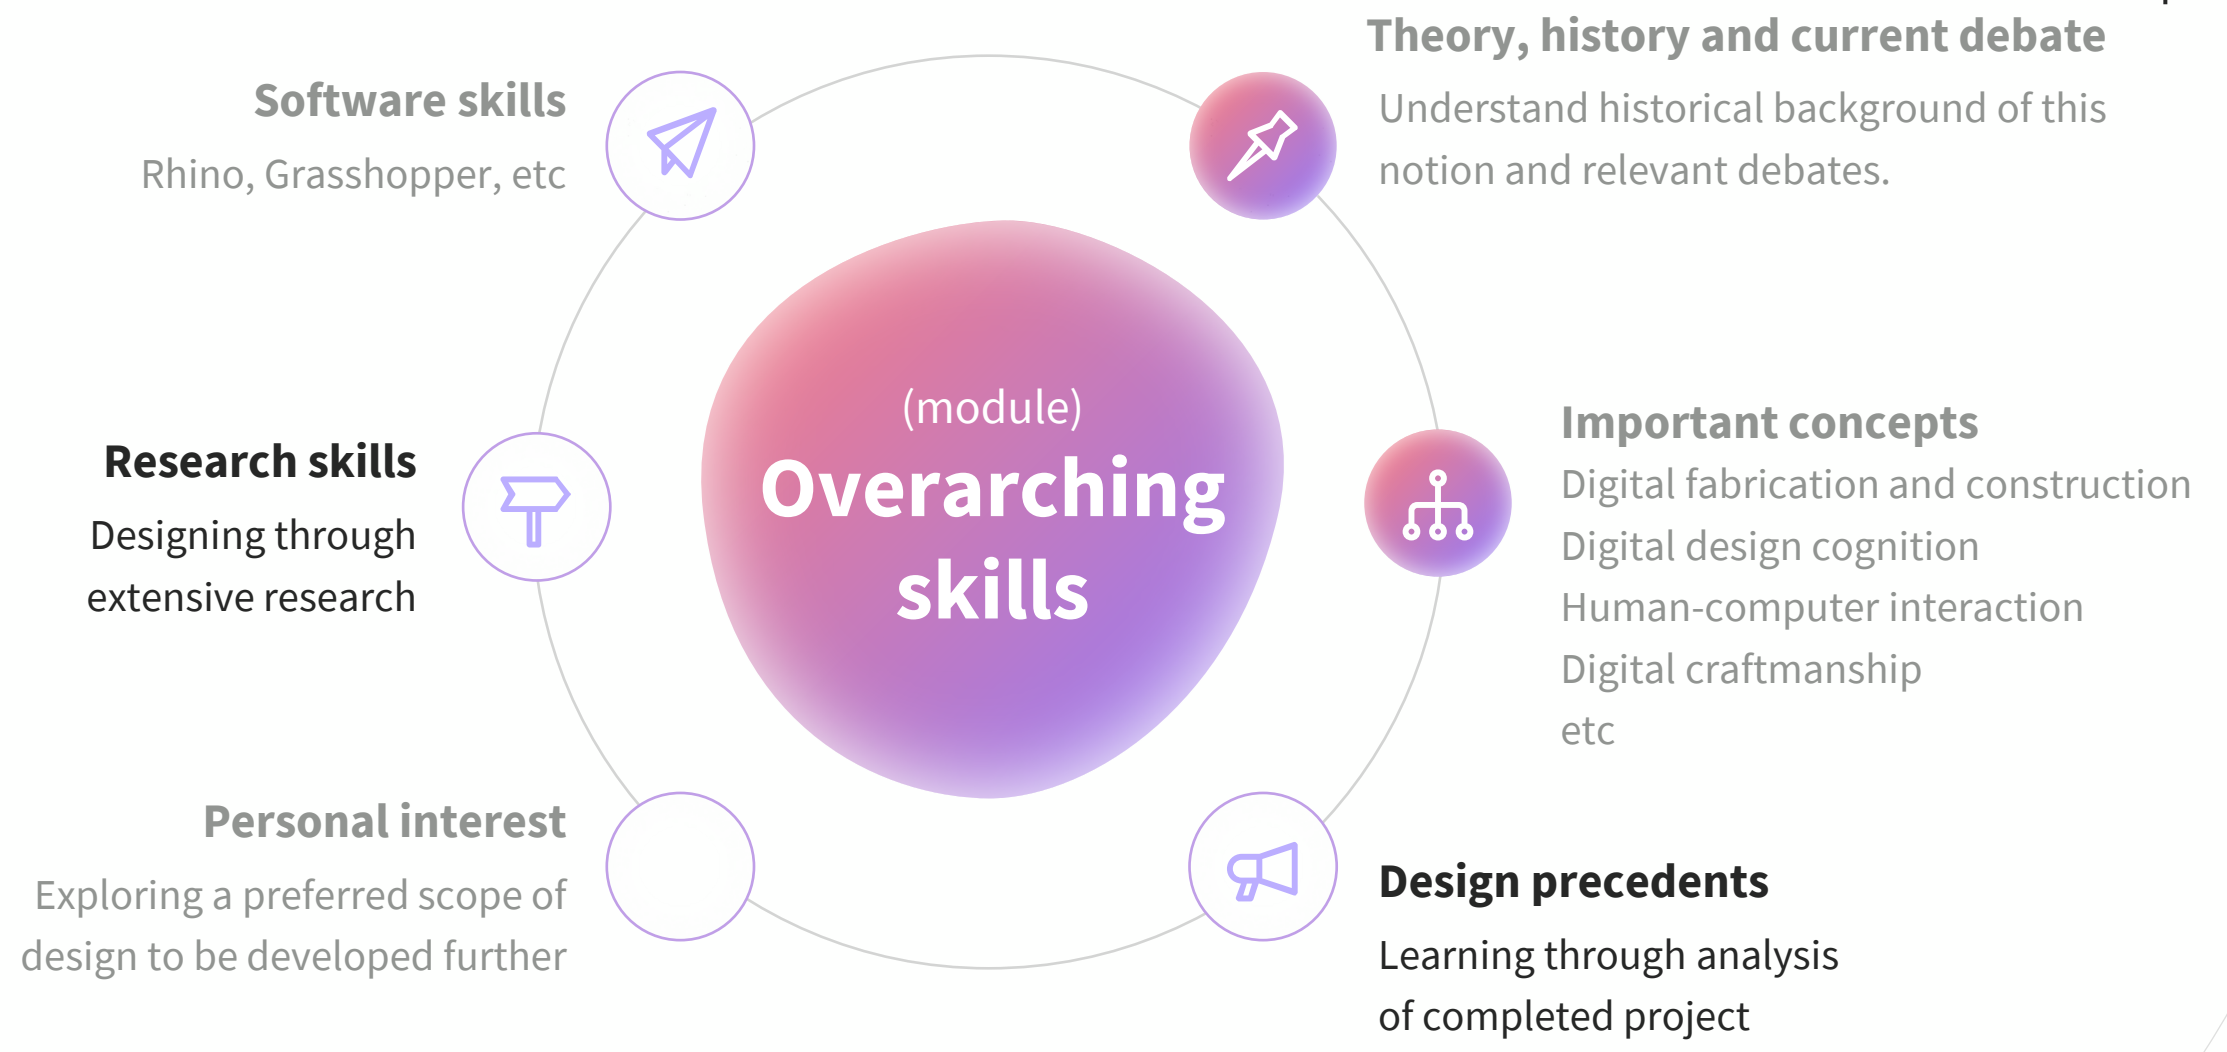 Theory, history and current debate
Understand historical background of this
notion and relevant debates.
Software skills
Rhino, Grasshopper, etc
(module)
Overarching
skills
Research skills
Designing through
extensive research
Important concepts
Digital fabrication and construction
Digital design cognition
Human-computer interaction
Digital craftmanship
etc
Personal interest
Exploring a preferred scope of
design to be developed further
Design precedents
Learning through analysis
of completed project